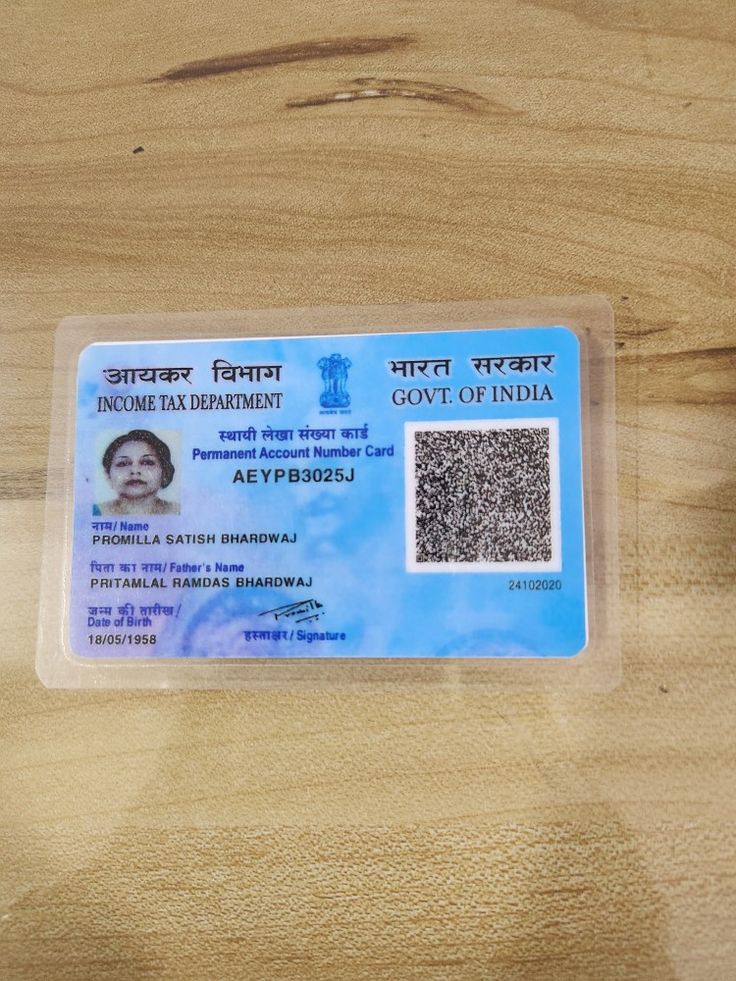 आयकर विभाग
INCOME TAX DEPARTMENT
भारत सरकार
GOVT. OF INDIA
सत्यमेव जयते
स्थायी लेखा संख्या कार्ड
Permanent Account Number Card
AEYPB3025J
नाम/ Name
PROMILLA SATISH BHARDWAJ
पिता का नाम/ Father's Name
PRITAMLAL RAMDAS BHARDWAJ
जन्म की तारीख/
Date of Birth
18/05/1958
हस्ताक्षर/ Signature
24102020